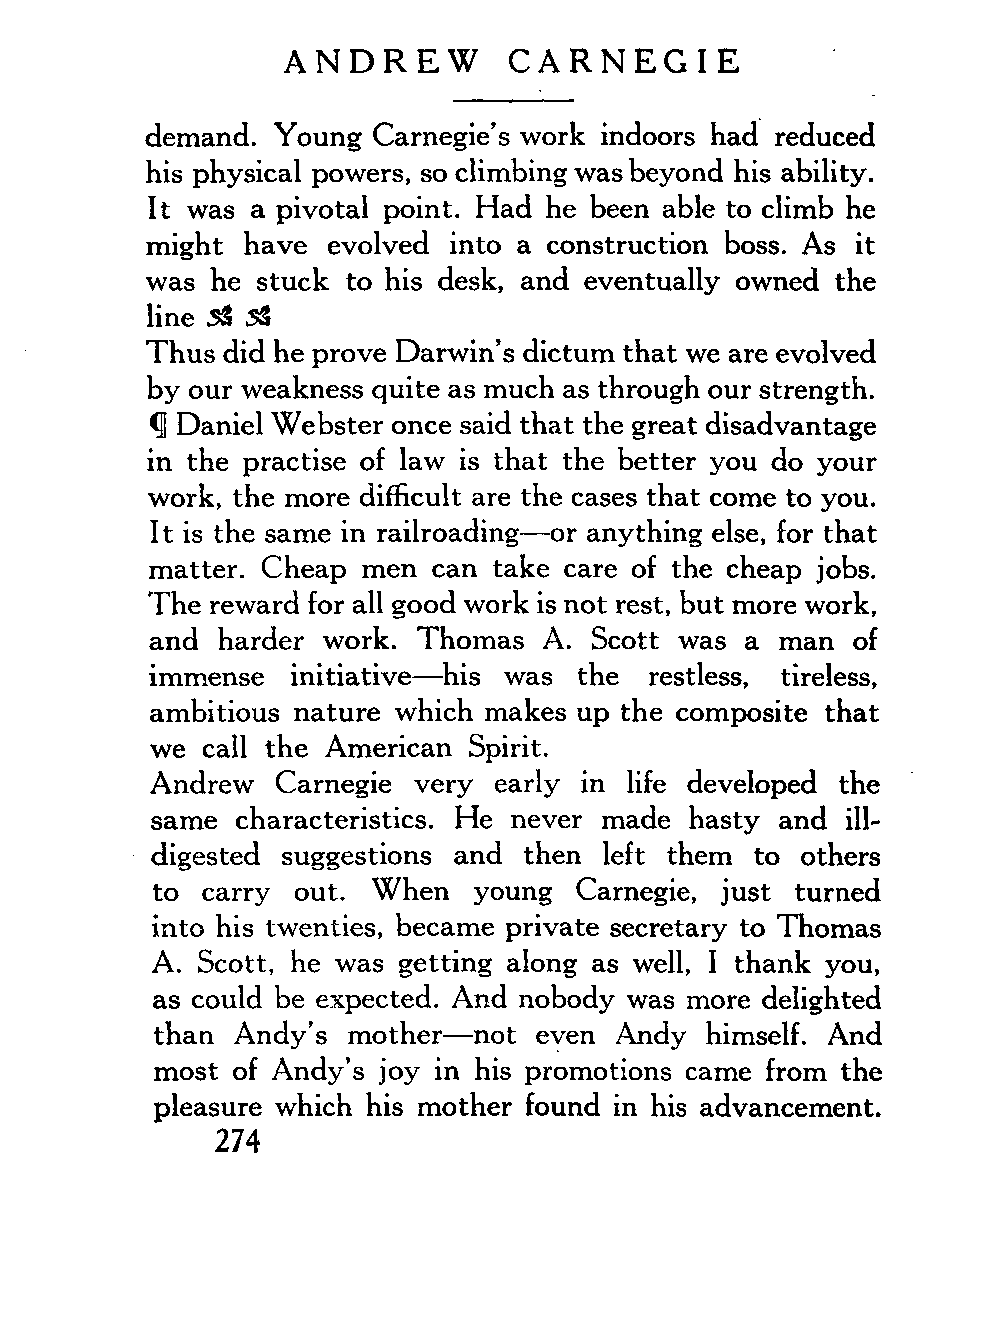 ANDREW CARNEGIE
demand. Young Carnegie's work indoors had reduced
his physical powers, so climbing was beyond his ability.
It was a pivotal point. Had he been able to climb he
might have evolved into a construction boss. As it
was he stuck to his desk, and eventually owned the
line
Thus did he prove Darwin's dictum that we are evolved
by our weakness quite as much as through our strength.
¶ Daniel Webster once said that the great disadvantage
in the practise of law is that the better you do your
work, the more difficult are the cases that come to you.
It is the same in railroading—or anything else, for that
matter. Cheap men can take care of the cheap jobs.
The reward for all good work is not rest, but more work,
and harder work. Thomas A. Scott was a man of
immense initiative—his was the restless, tireless,
ambitious nature which makes up the composite that
we call the American Spirit.
Andrew Carnegie very early in life developed the
same characteristics. He never made hasty and ill-
digested suggestions and then left them to others
to carry out. When young Carnegie, just turned
into his twenties, became private secretary to Thomas
A. Scott, he was getting along as well, I thank you,
as could be expected. And nobody was more delighted
than Andy's mother—not even Andy himself. And
most of Andy's joy in his promotions came from the
pleasure which his mother found in his advancement.
274